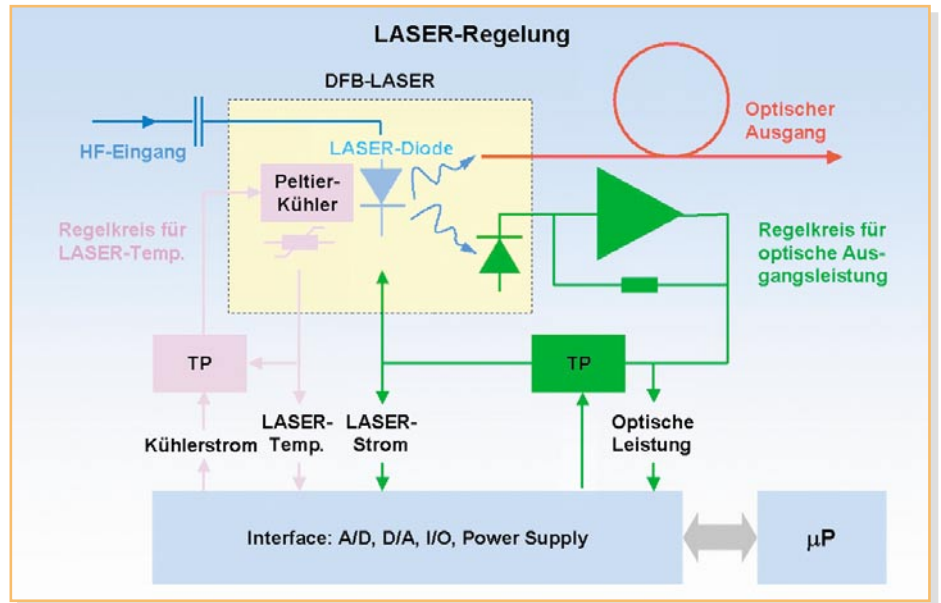 LASER-Regelung
DFB-LASER
Optischer
Ausgang
HF-Eingang
LASER-Diode
Peltier-
Kühler
Regelkreis für
LASER-Temp.
Regelkreis für
optische Aus-
gangsleistung
TP
TP
Kühlerstrom
LASER-
Temp.
LASER-
Strom
Optische
Leistung
Interface: A/D, D/A, I/O, Power Supply
µP